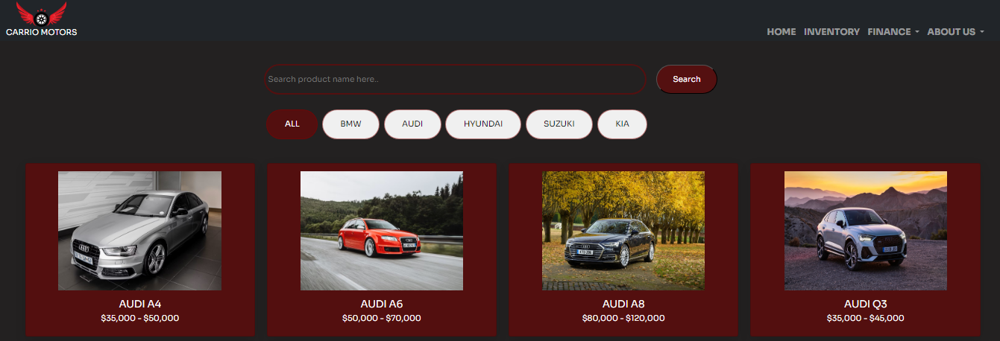 CARRIO MOTORS
HOME INVENTORY FINANCE ABOUT US
Search product name here..
Search
ALL BMW AUDI HYUNDAI SUZUKI KIA
AUDI A4 AUDI A6 AUDI A8 AUDI Q3
$35,000 - $50,000 $50,000 - $70,000 $80,000 - $120,000 $35,000 - $45,000